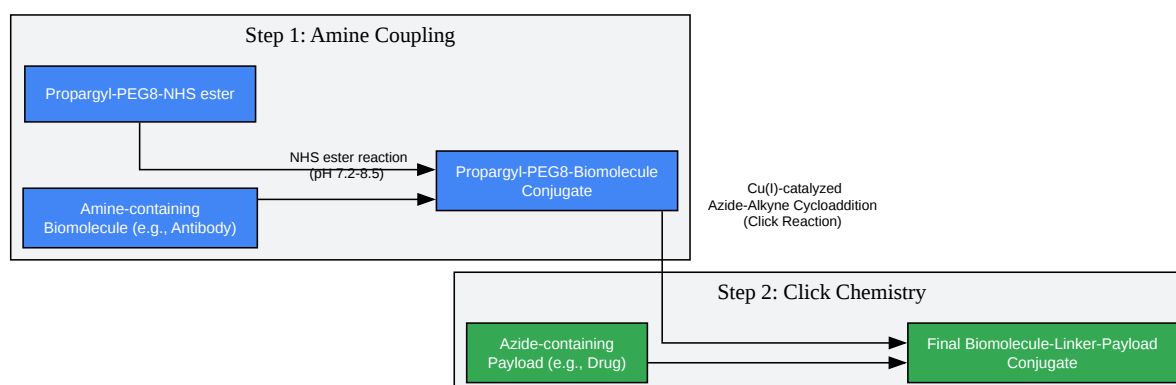 Step 1: Amine Coupling
Propargyl-PEG8-NHS ester
NHS ester reaction
(pH 7.2-8.5)
Propargyl-PEG8-Biomolecule
Conjugate
Amine-containing
Biomolecule (e.g., Antibody)
Cu(I)-catalyzed
Azide-Alkyne Cycloaddition
(Click Reaction)
Step 2: Click Chemistry
Azide-containing
Payload (e.g., Drug)
Final Biomolecule-Linker-Payload
Conjugate